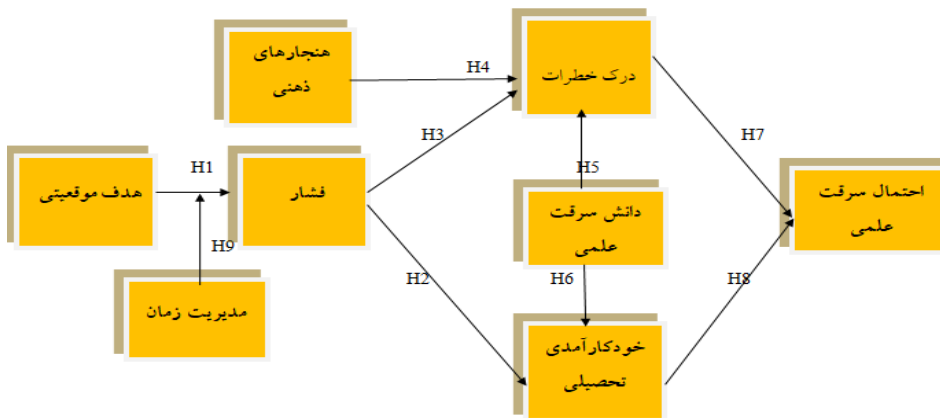 هنجارهای
ذهنی
درک خطرات
H4
H3
H7
H1
H5
هدف موقعیتی
فشار
دانش سرقت
علمی
احتمال سرقت
علمی
H9
H2
H6
H8
مدیریت زمان
خودکارآمدی
تحصیلی